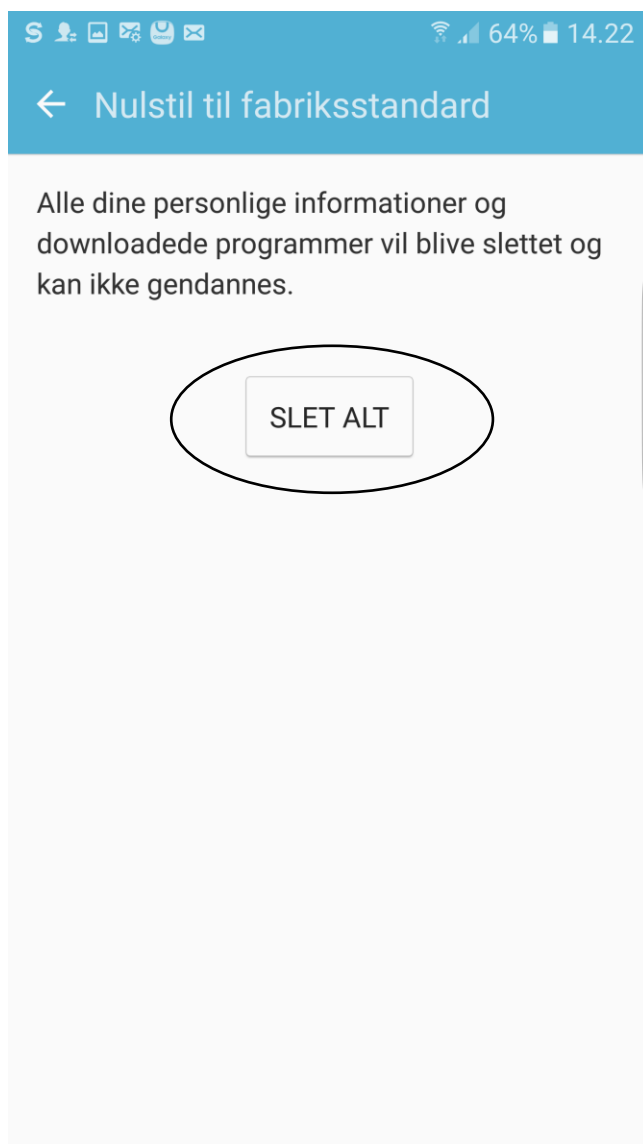 64% 14.22
Nulstil til fabriksstandard
Alle dine personlige informationer og
downloadede programmer vil blive slettet og
kan ikke gendannes.
SLET ALT